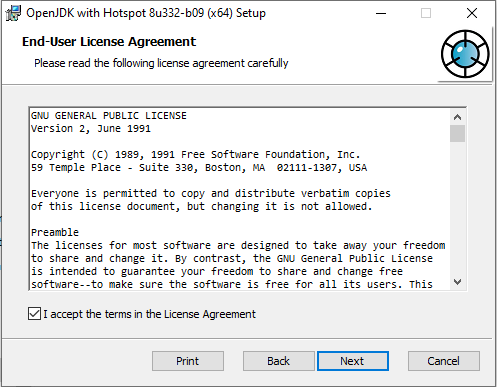 OpenJDK with Hotspot 8u332-b09 (x64) Setup
End-User License Agreement
Please read the following license agreement carefully
GNU GENERAL PUBLIC LICENSE
Version 2, June 1991
Copyright (C) 1989, 1991 Free Software Foundation, Inc.
59 Temple Place - Suite 330, Boston, MA  02111-1307, USA
Everyone is permitted to copy and distribute verbatim copies
of this license document, but changing it is not allowed.
Preamble
The licenses for most software are designed to take away your freedom
to share and change it. By contrast, the GNU General Public License
is intended to guarantee your freedom to share and change free
software--to make sure the software is free for all its users. This
I accept the terms in the License Agreement
Print Back Next Cancel